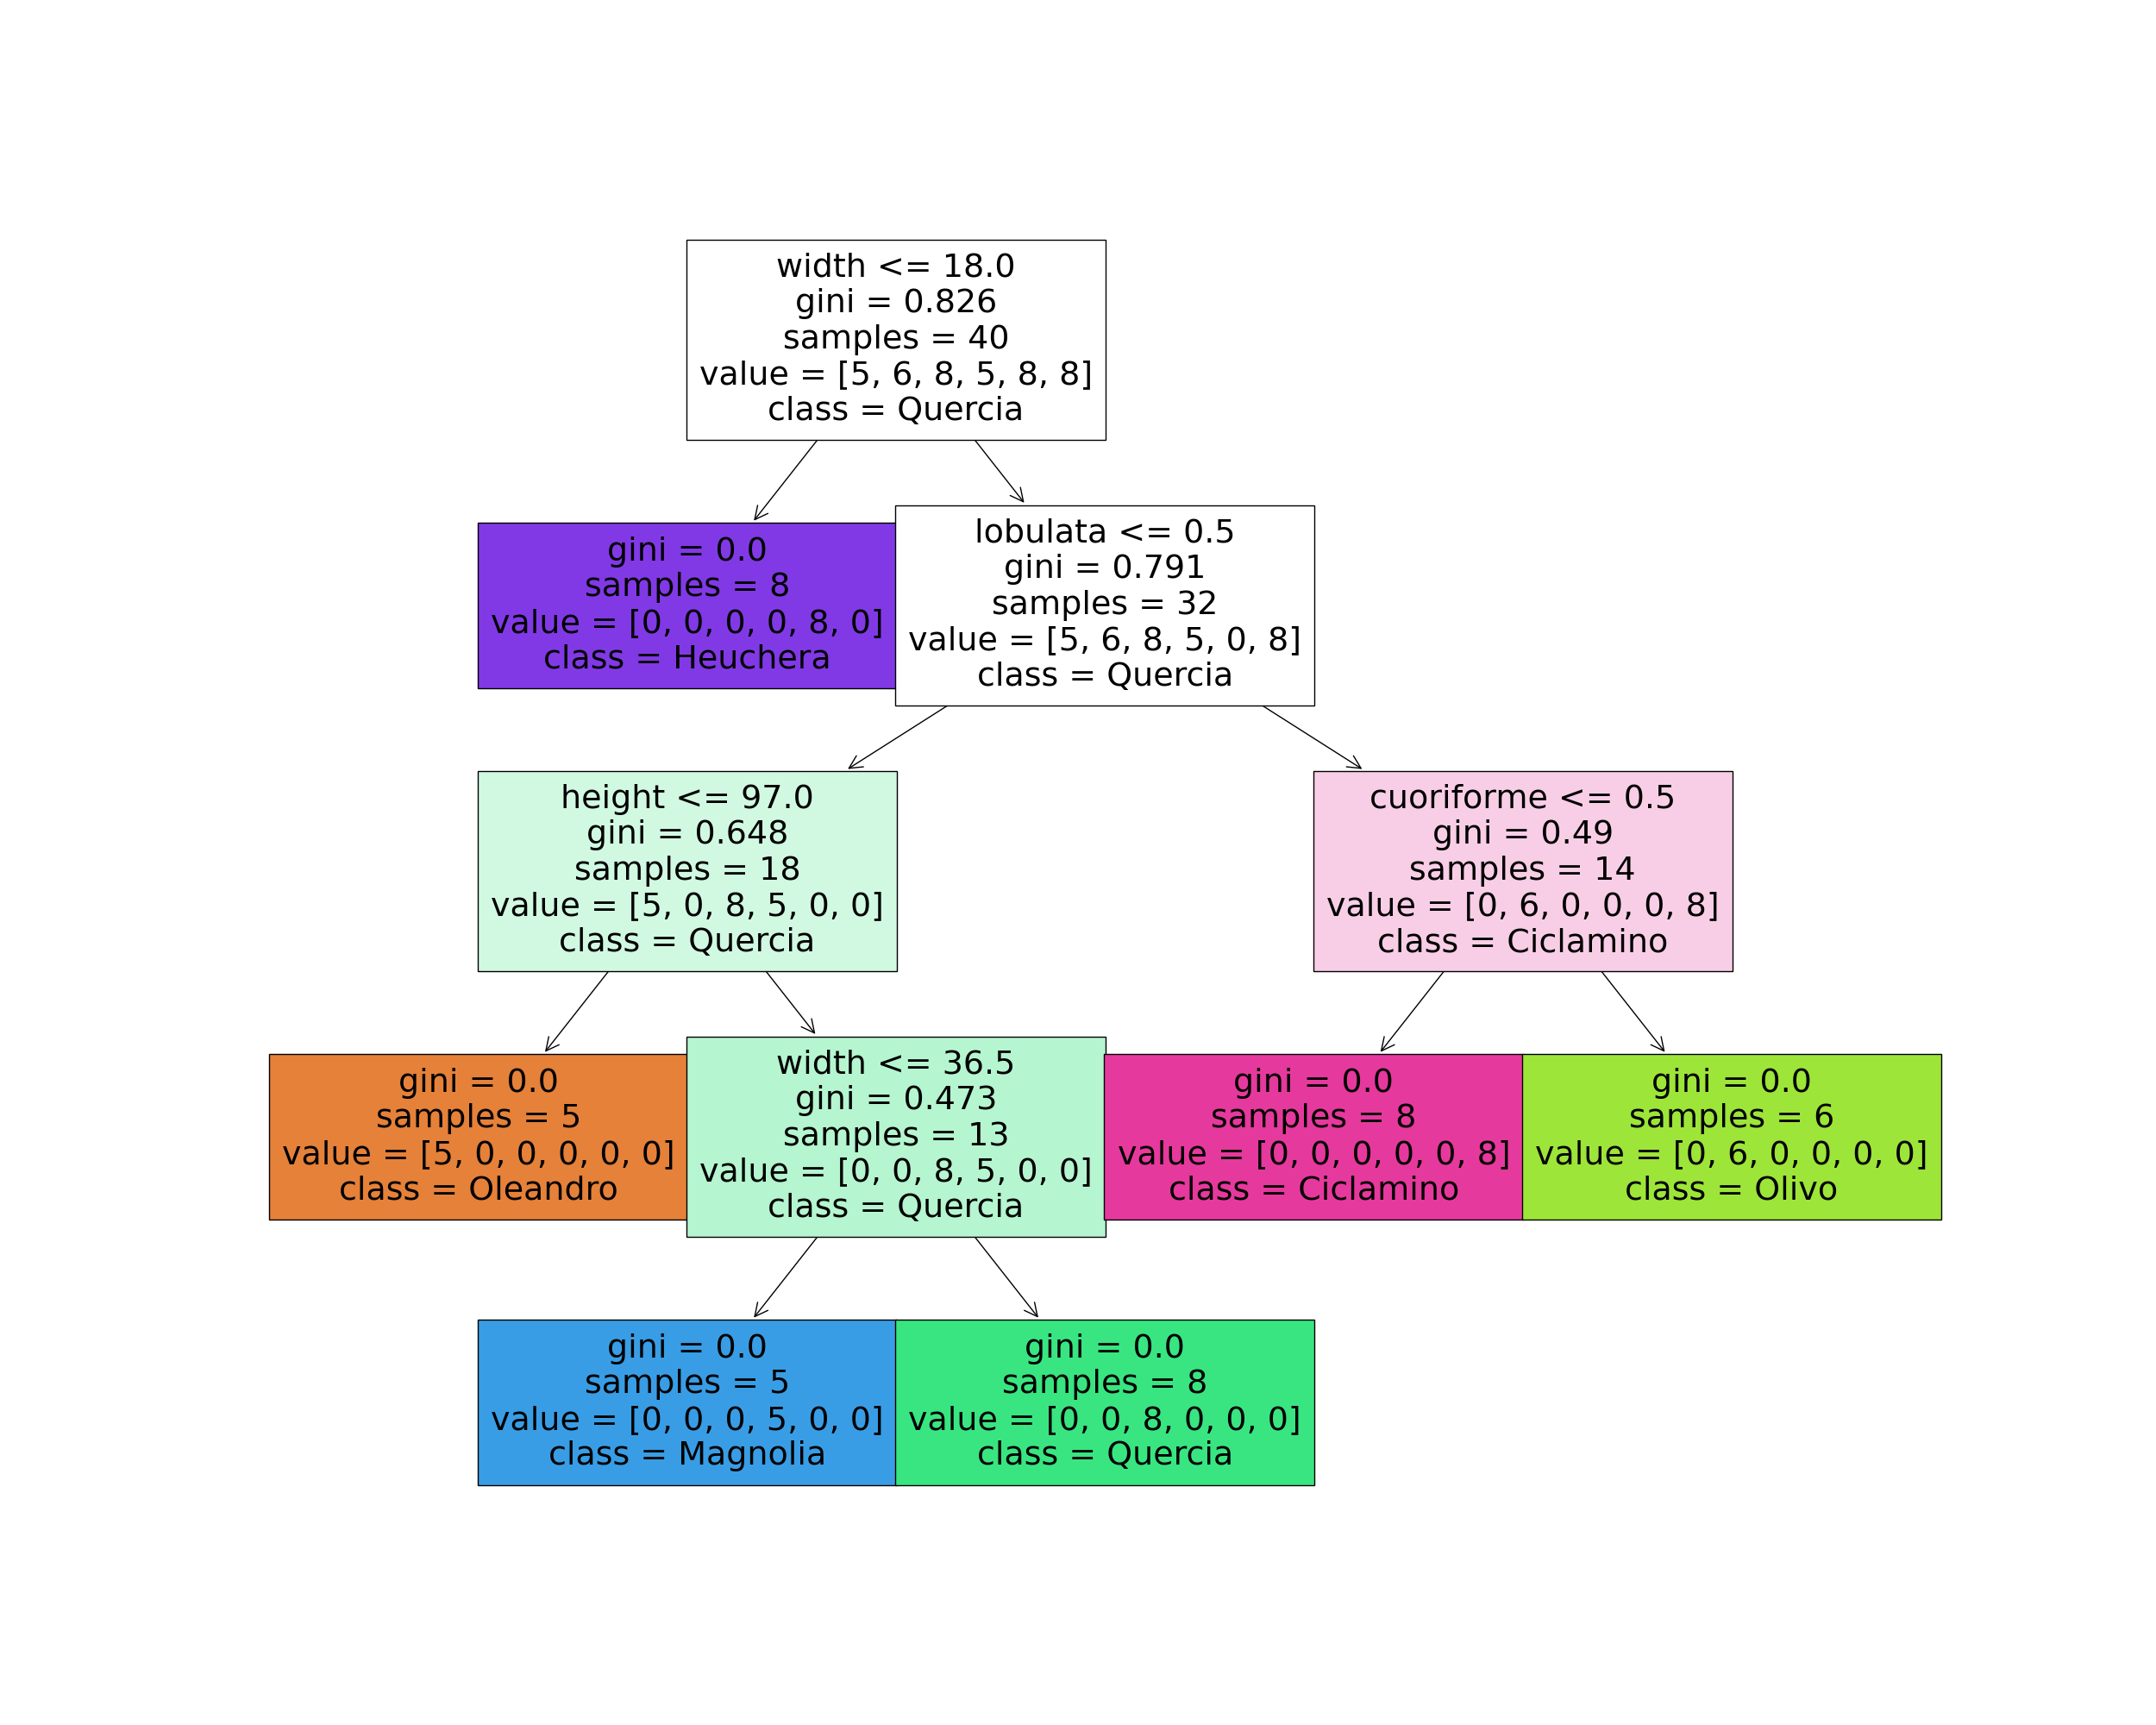 width <= 18.0
gini = 0.826
samples = 40
value = [5, 6, 8, 5, 8, 8]
class = Quercia
gini = 0.0
samples = 8
value = [0, 0, 0, 0, 8, 0]
class = Heuchera
lobulata <= 0.5
gini = 0.791
samples = 32
value = [5, 6, 8, 5, 0, 8]
class = Quercia
height <= 97.0
gini = 0.648
samples = 18
value = [5, 0, 8, 5, 0, 0]
class = Quercia
cuoriforme <= 0.5
gini = 0.49
samples = 14
value = [0, 6, 0, 0, 0, 8]
class = Ciclamino
gini = 0.0
samples = 5
value = [5, 0, 0, 0, 0, 0]
class = Oleandro
width <= 36.5
gini = 0.473
samples = 13
value = [0, 0, 8, 5, 0, 0]
class = Quercia
gini = 0.0
samples = 8
value = [0, 0, 0, 0, 0, 8]
class = Ciclamino
gini = 0.0
samples = 6
value = [0, 6, 0, 0, 0, 0]
class = Olivo
gini = 0.0
samples = 5
value = [0, 0, 0, 5, 0, 0]
class = Magnolia
gini = 0.0
samples = 8
value = [0, 0, 8, 0, 0, 0]
class = Quercia